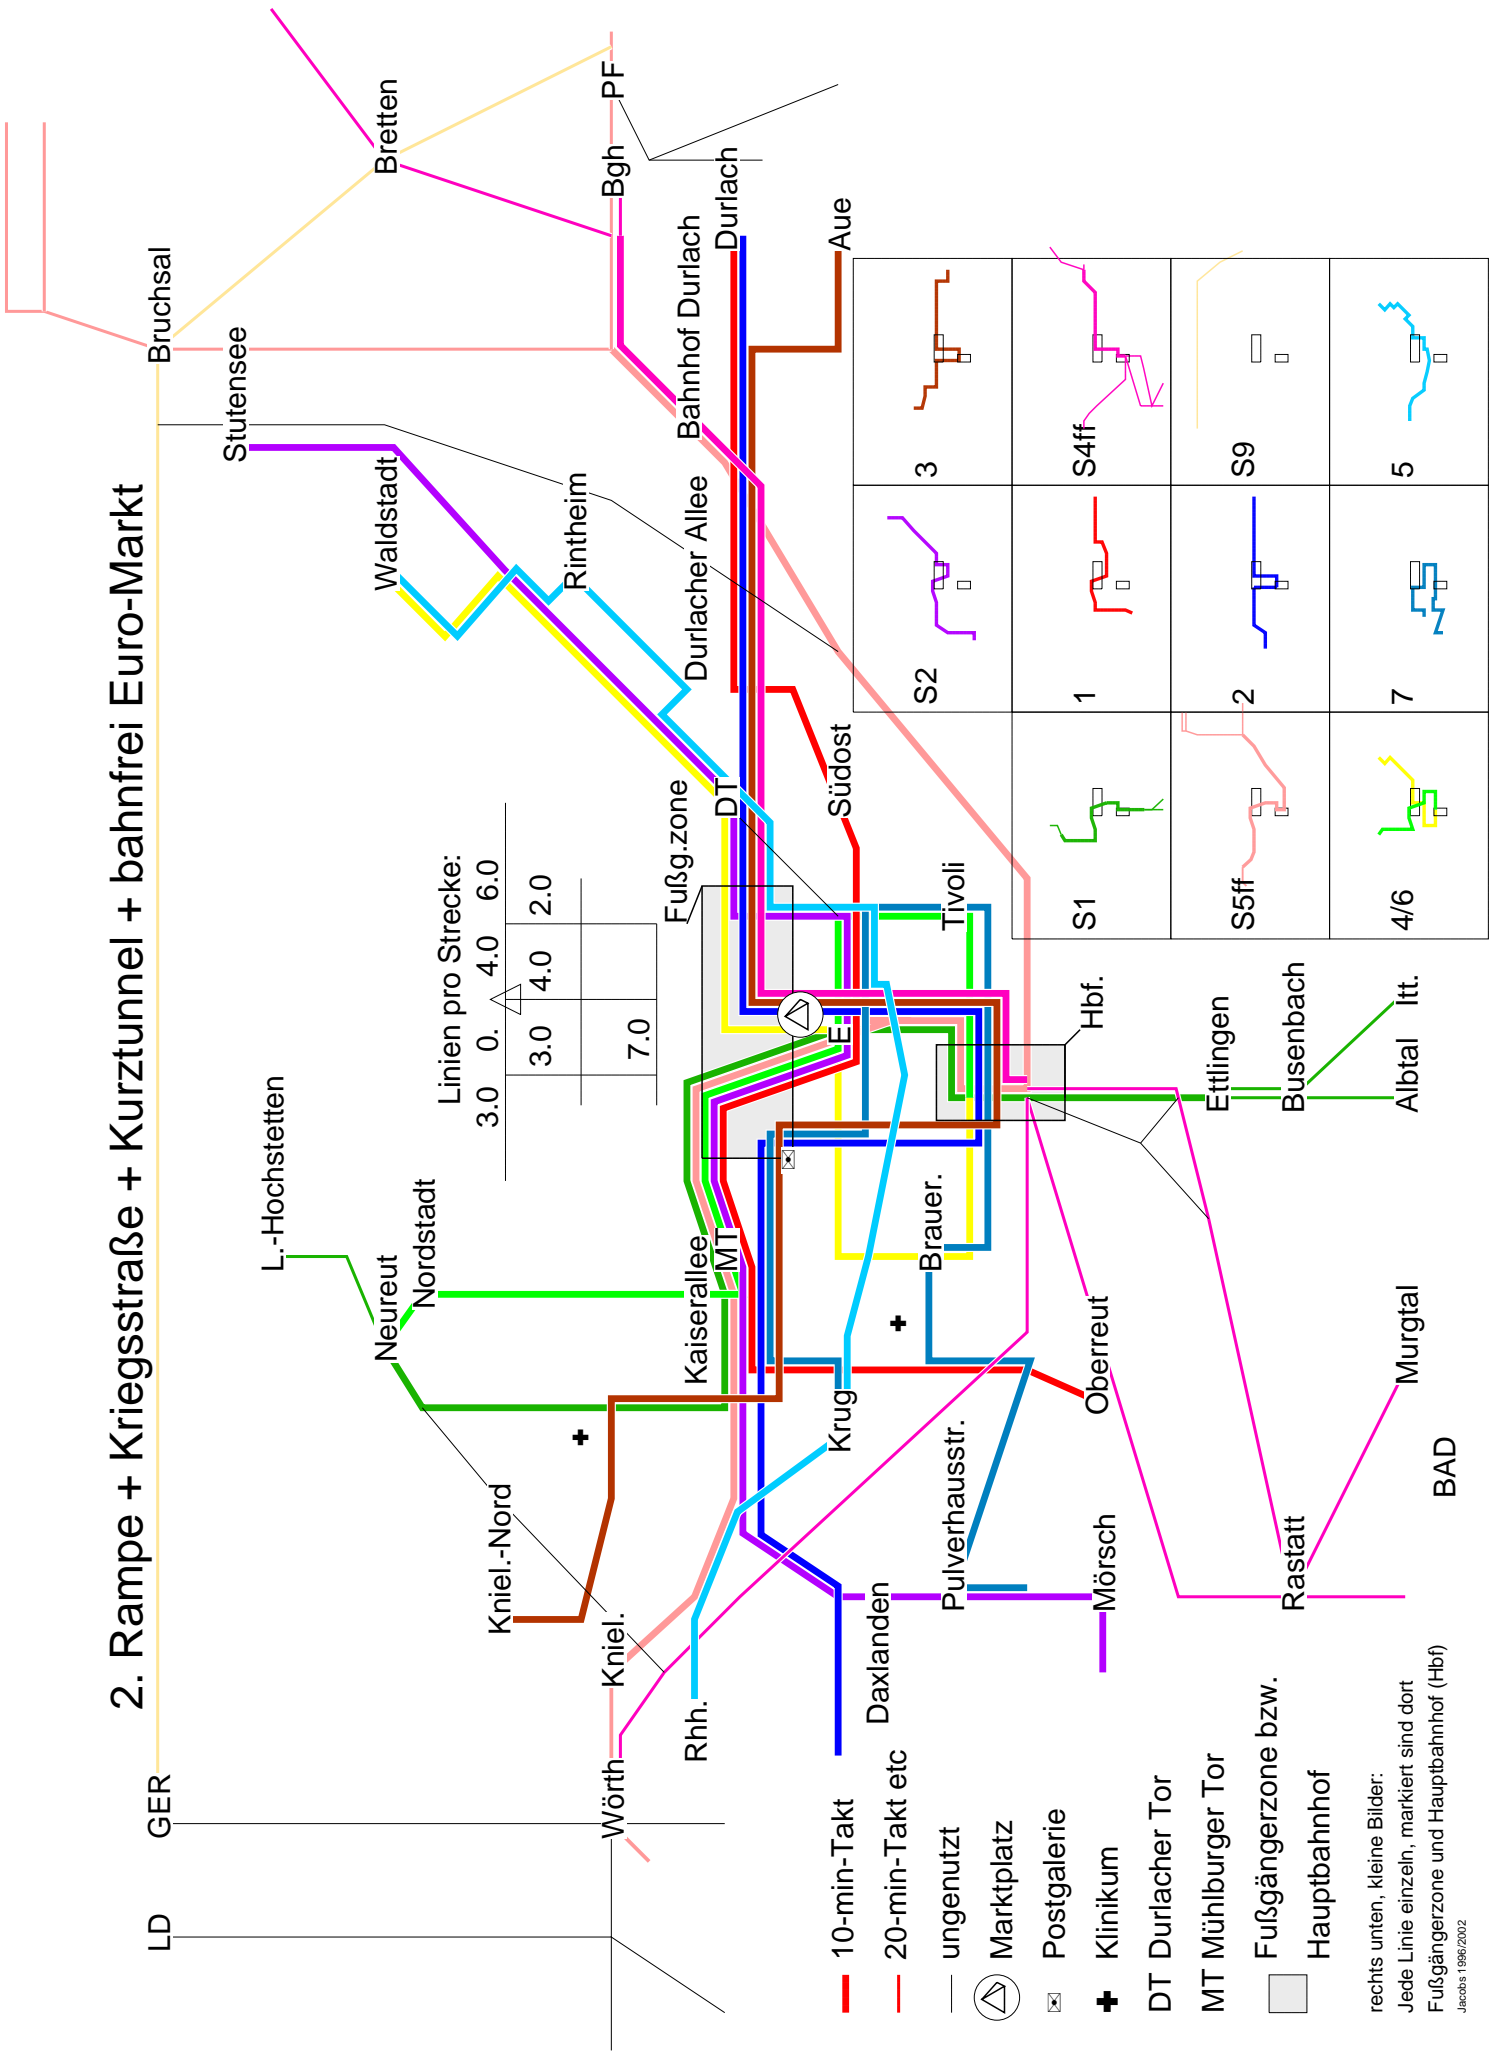 2. Rampe + Kriegsstraße + Kurztunnel + bahnfrei Euro-Markt
LD
GER
Bruchsal
Stutensee
L.-Hochstetten
Neureut
Nordstadt
Waldstadt
Bretten
Linien pro Strecke:
3.0 0. 4.0 6.0
3.0 4.0 2.0
7.0
Kniel.-Nord
Rintheim
Wörth
Kniel.
Bgh
PF
Rhh.
Kaiserallee
MT
Fußg.zone
DT
Durlacher Allee
Bahnhof Durlach
Durlach
Krug
E
Südost
Aue
Daxlanden
Pulverhausstr.
Brauer.
Tivoli
Mörsch
Oberreut
Hbf.
Ettlingen
Rastatt
Busenbach
Murgtal
Albtal
Itt.
BAD
10-min-Takt
20-min-Takt etc
ungenutzt
Marktplatz
Postgalerie
Klinikum
DT Durlacher Tor
MT Mühlburger Tor
Fußgängerzone bzw.
Hauptbahnhof
rechts unten, kleine Bilder:
Jede Linie einzeln, markiert sind dort
Fußgängerzone und Hauptbahnhof (Hbf)
Jacobs 1996/2002
S2
3
S1
1
S4ff
S5ff
2
S9
4/6
7
5